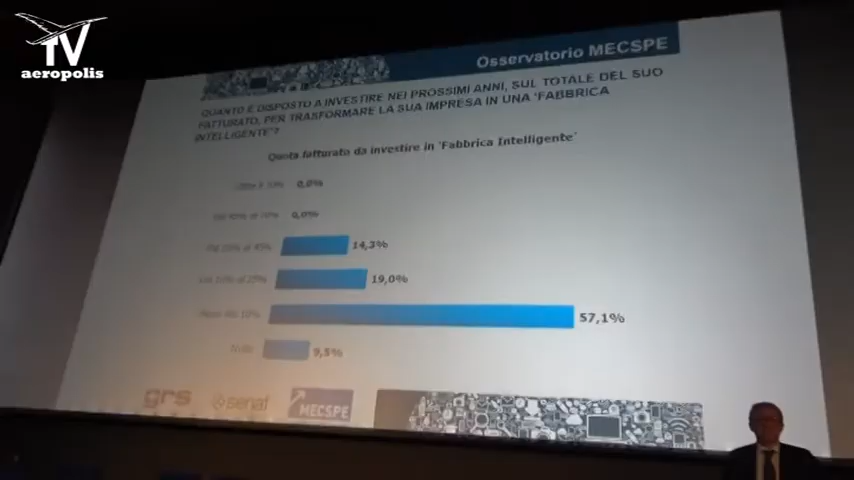 TV
aeropolis
Osservatorio MECSPE
QUANTO È DISPOSTO A INVESTIRE NEI PROSSIMI ANNI, SUL TOTALE DEL SUO
FATTURATO, PER TRASFORMARE LA SUA IMPRESA IN UNA 'FABBRICA
INTELLIGENTE'?
Quota fatturato da investire in 'Fabbrica Intelligente'
0,0%
0,0%
14,3%
19,0%
57,1%
9,5%
grs
senaf
MECSPE